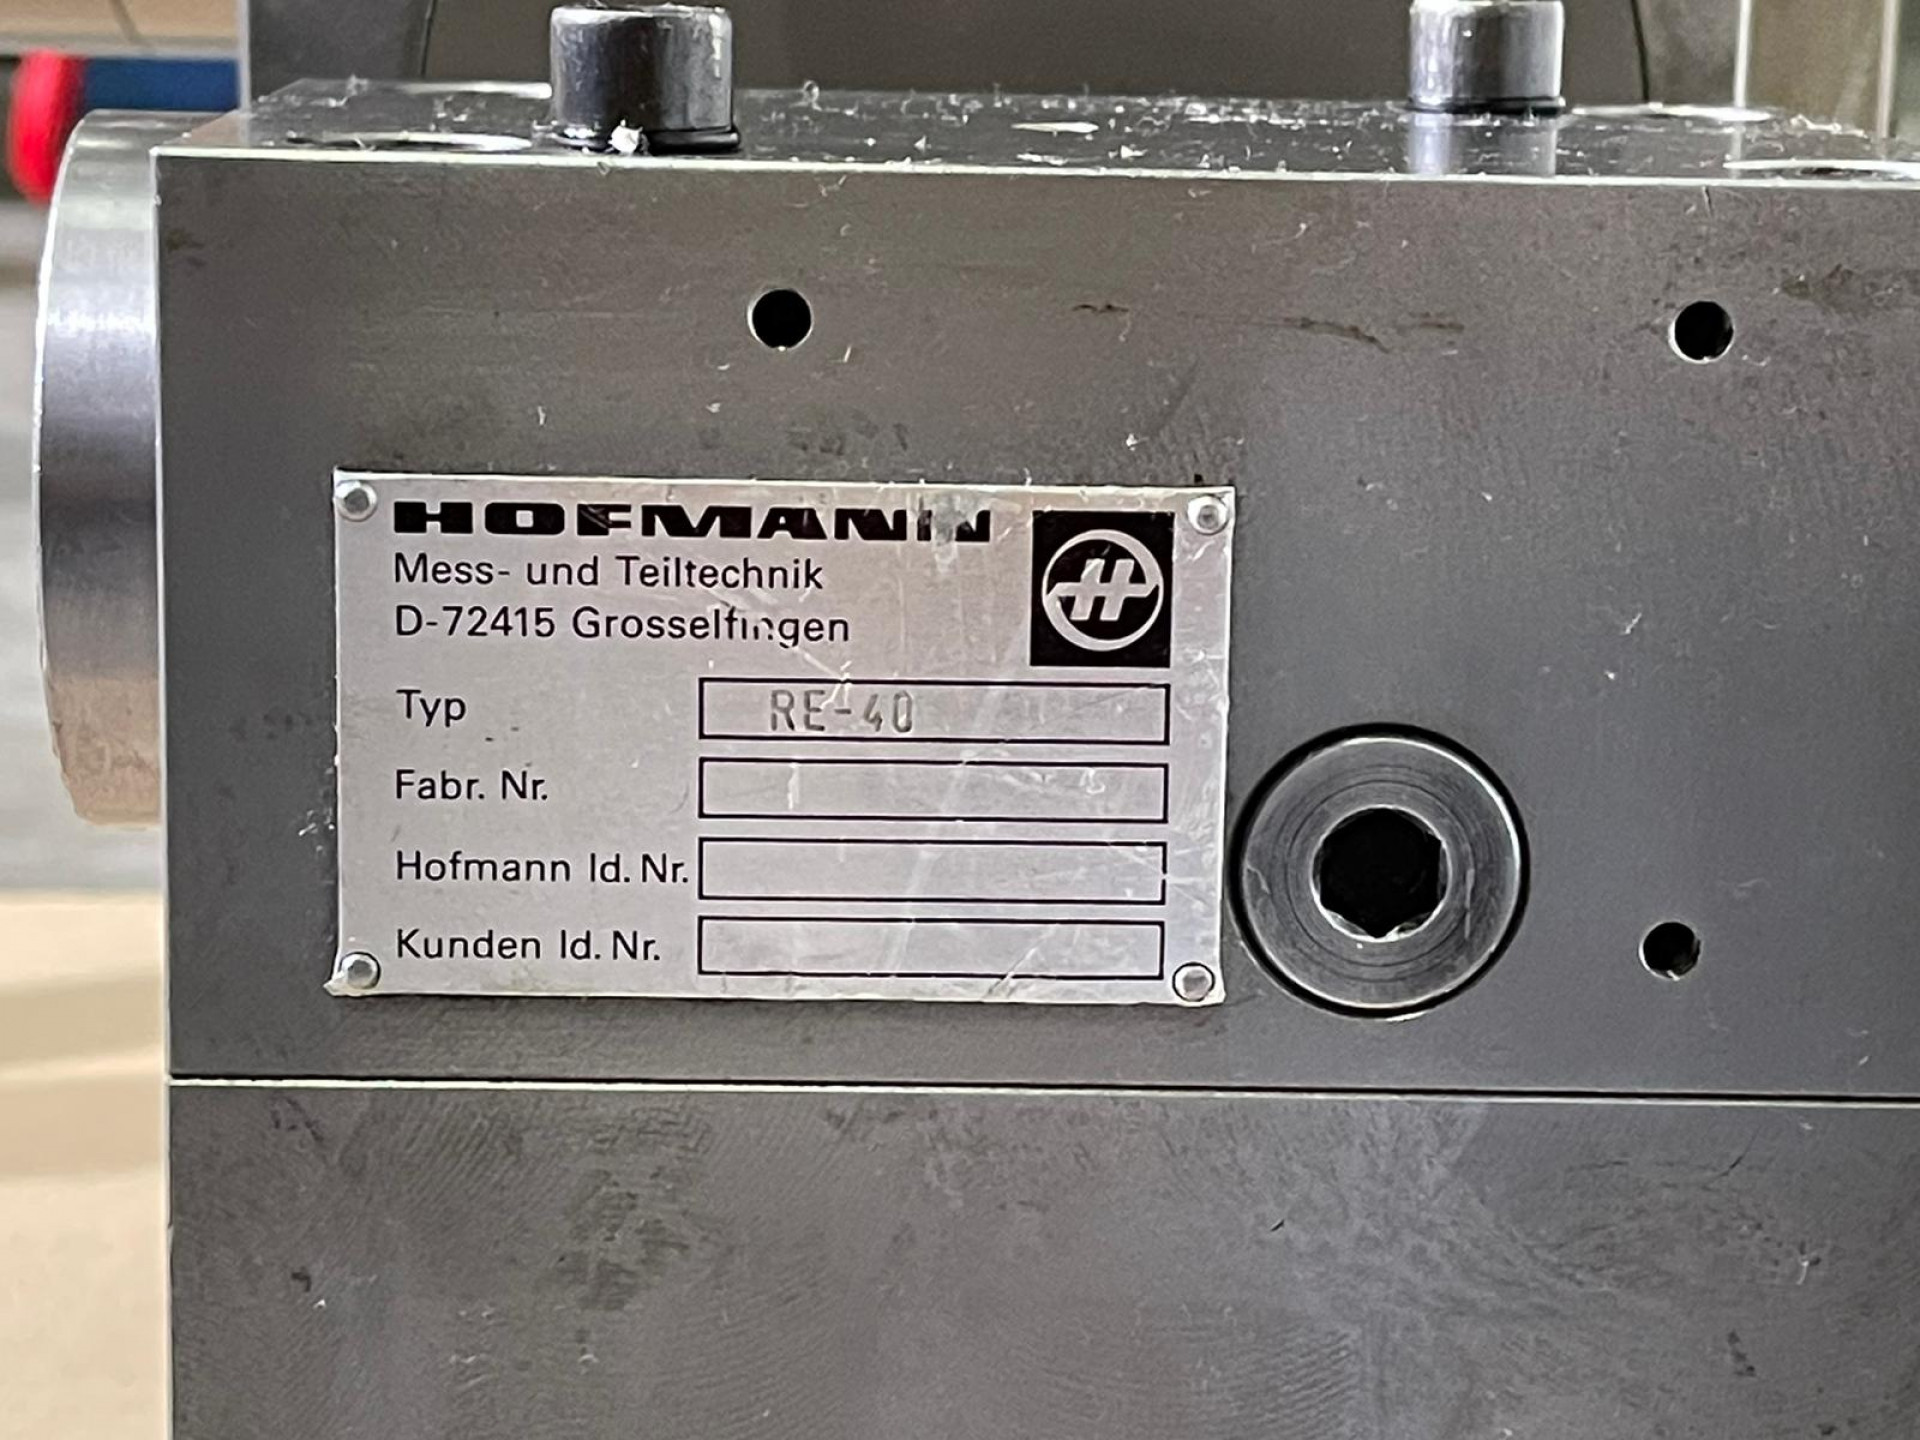 HOFMANN
Mess- und Teiltechnik
D-72415 Grosselfingen
Typ RE-40
Fabr. Nr.
Hofmann Id. Nr.
Kunden Id. Nr.